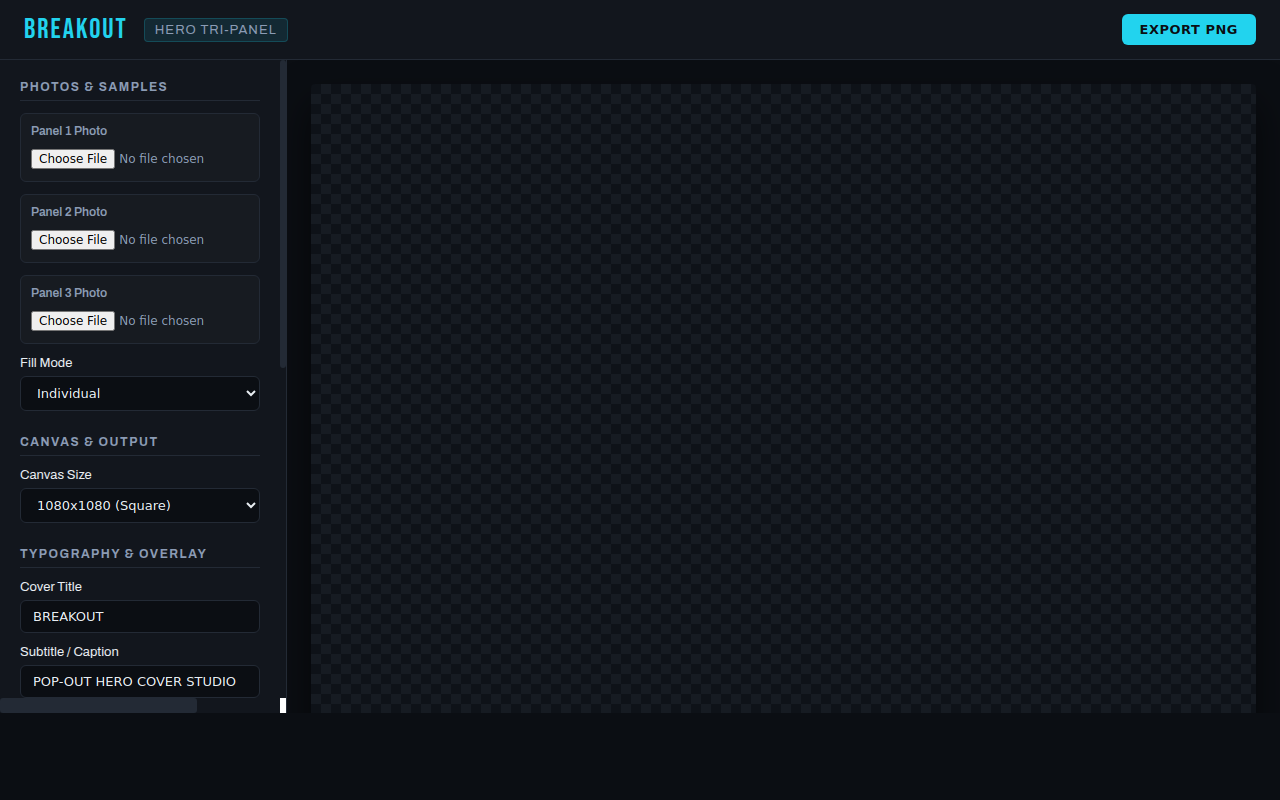 BREAKOUT
HERO TRI-PANEL
EXPORT PNG
PHOTOS & SAMPLES
Panel 1 Photo
Choose File No file chosen
Panel 2 Photo
Choose File No file chosen
Panel 3 Photo
Choose File No file chosen
Fill Mode
Individual
CANVAS & OUTPUT
Canvas Size
1080x1080 (Square)
TYPOGRAPHY & OVERLAY
Cover Title
BREAKOUT
Subtitle / Caption
POP-OUT HERO COVER STUDIO